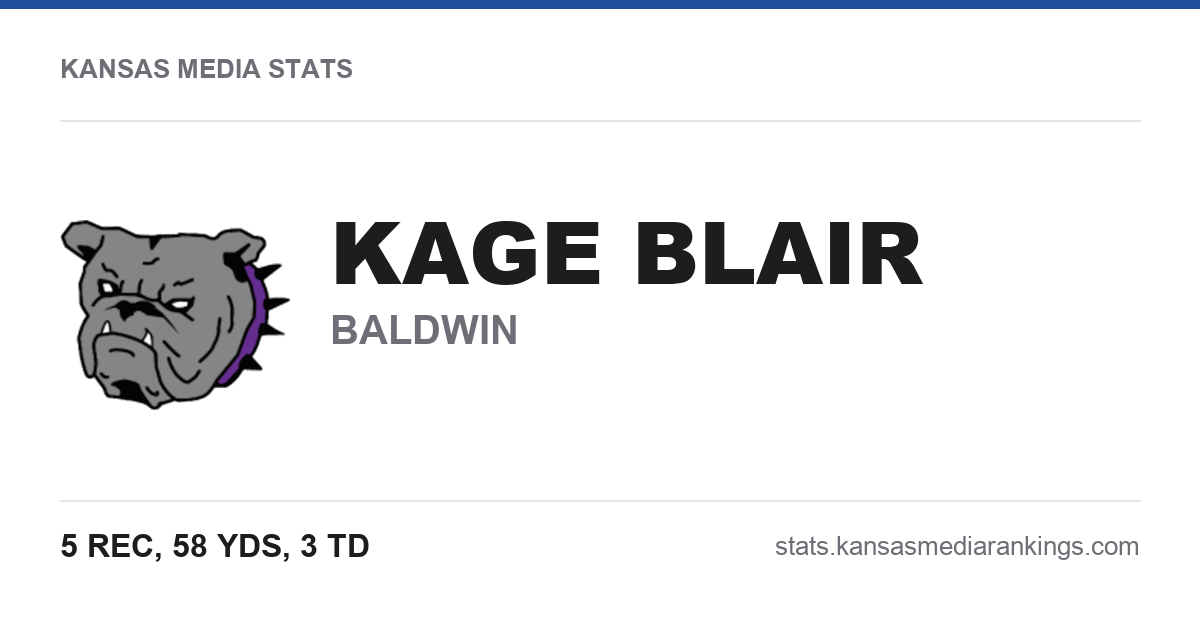 KANSAS MEDIA STATS
KAGE BLAIR
BALDWIN
5 REC, 58 YDS, 3 TD
stats.kansasmediarankings.com